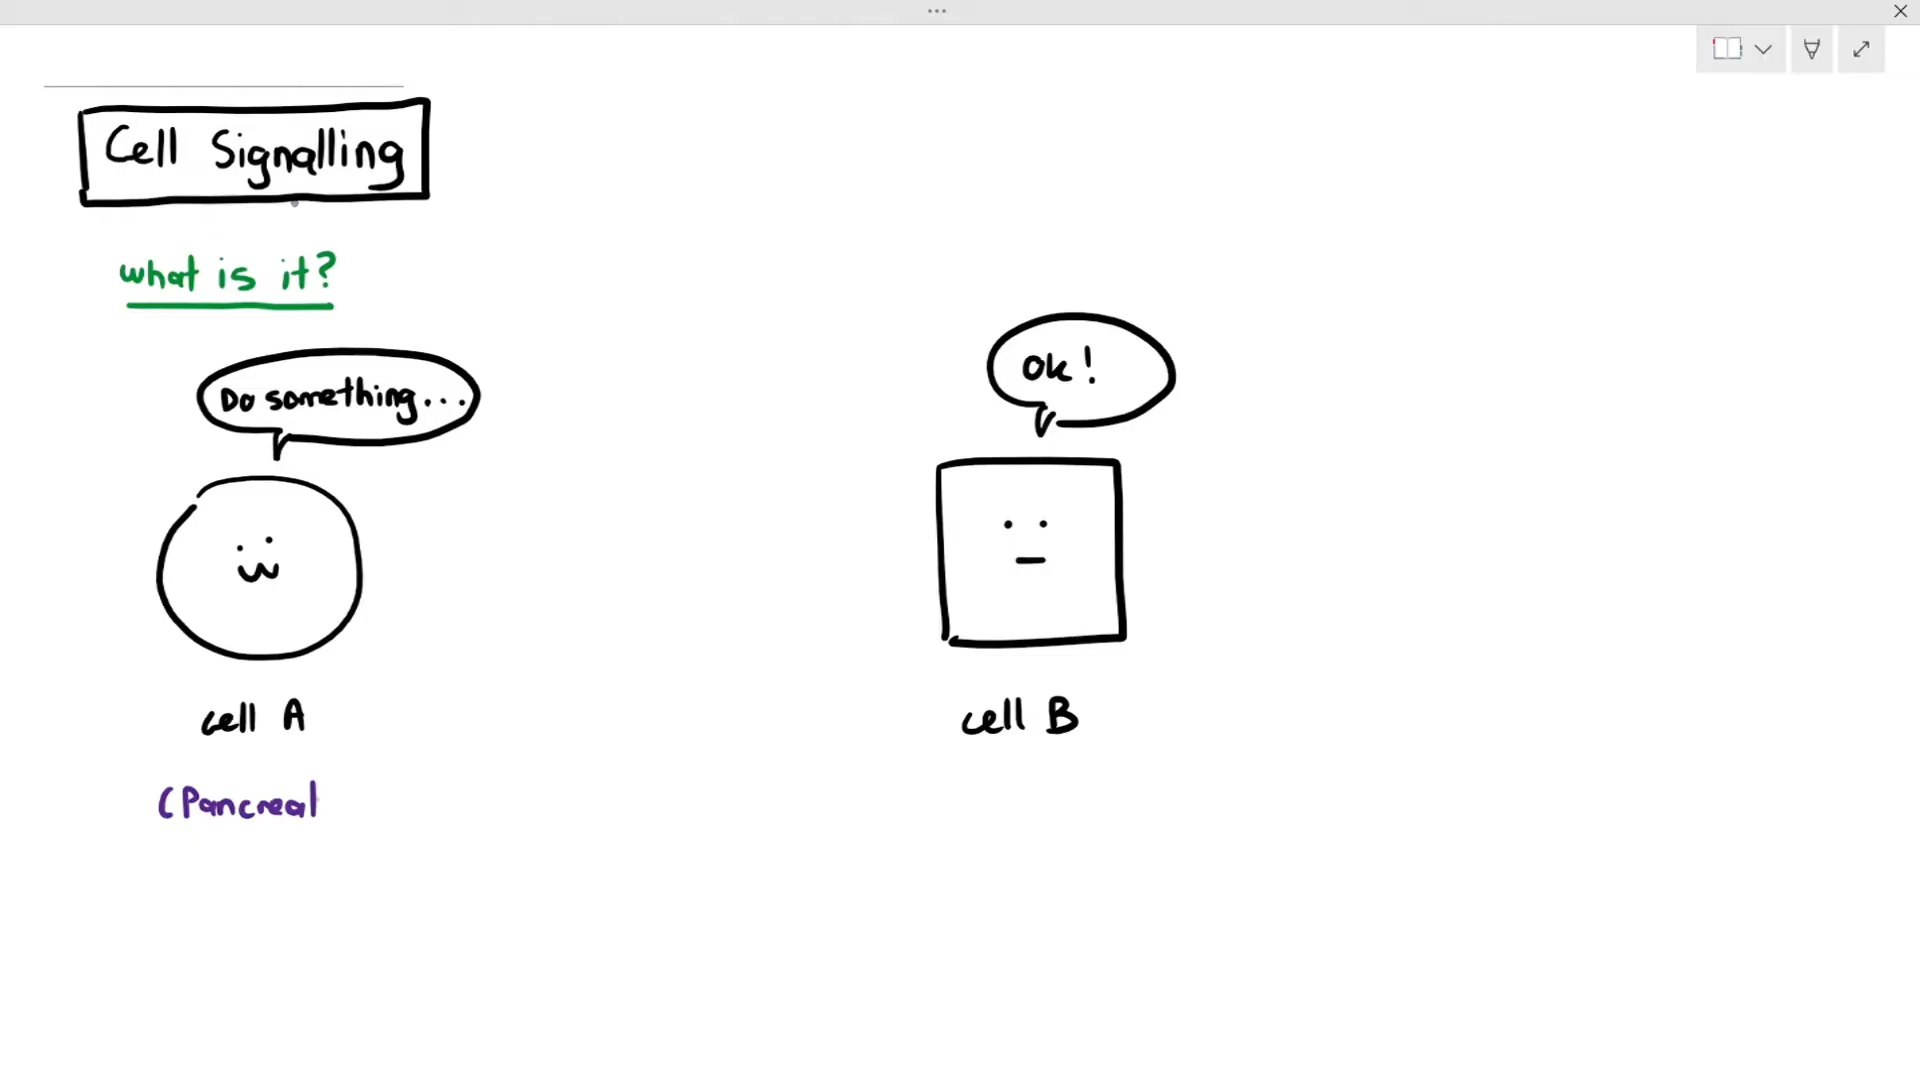 Cell Signalling
what is it?
Do something...
Ok!
cell A
cell B
(Pancreal